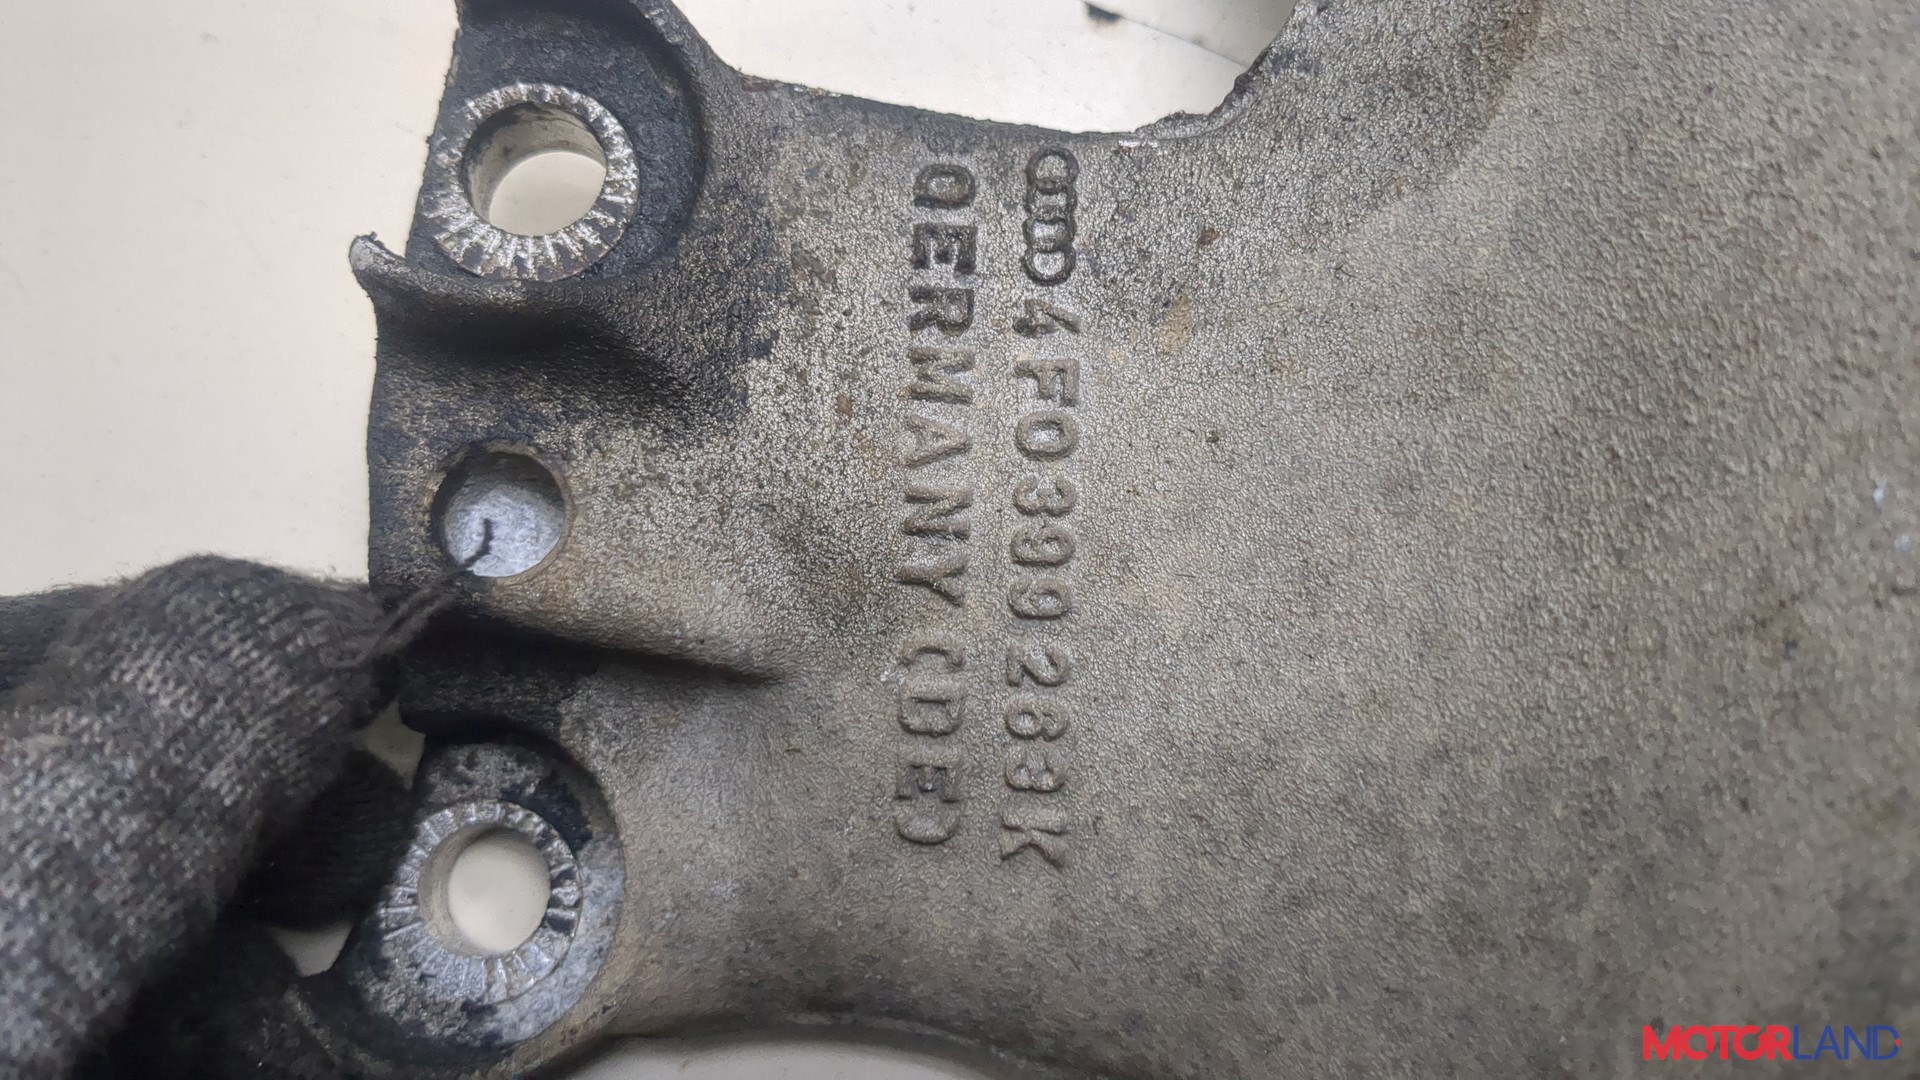 4F0399263K
GERMANY (DE)
MOTORLAND